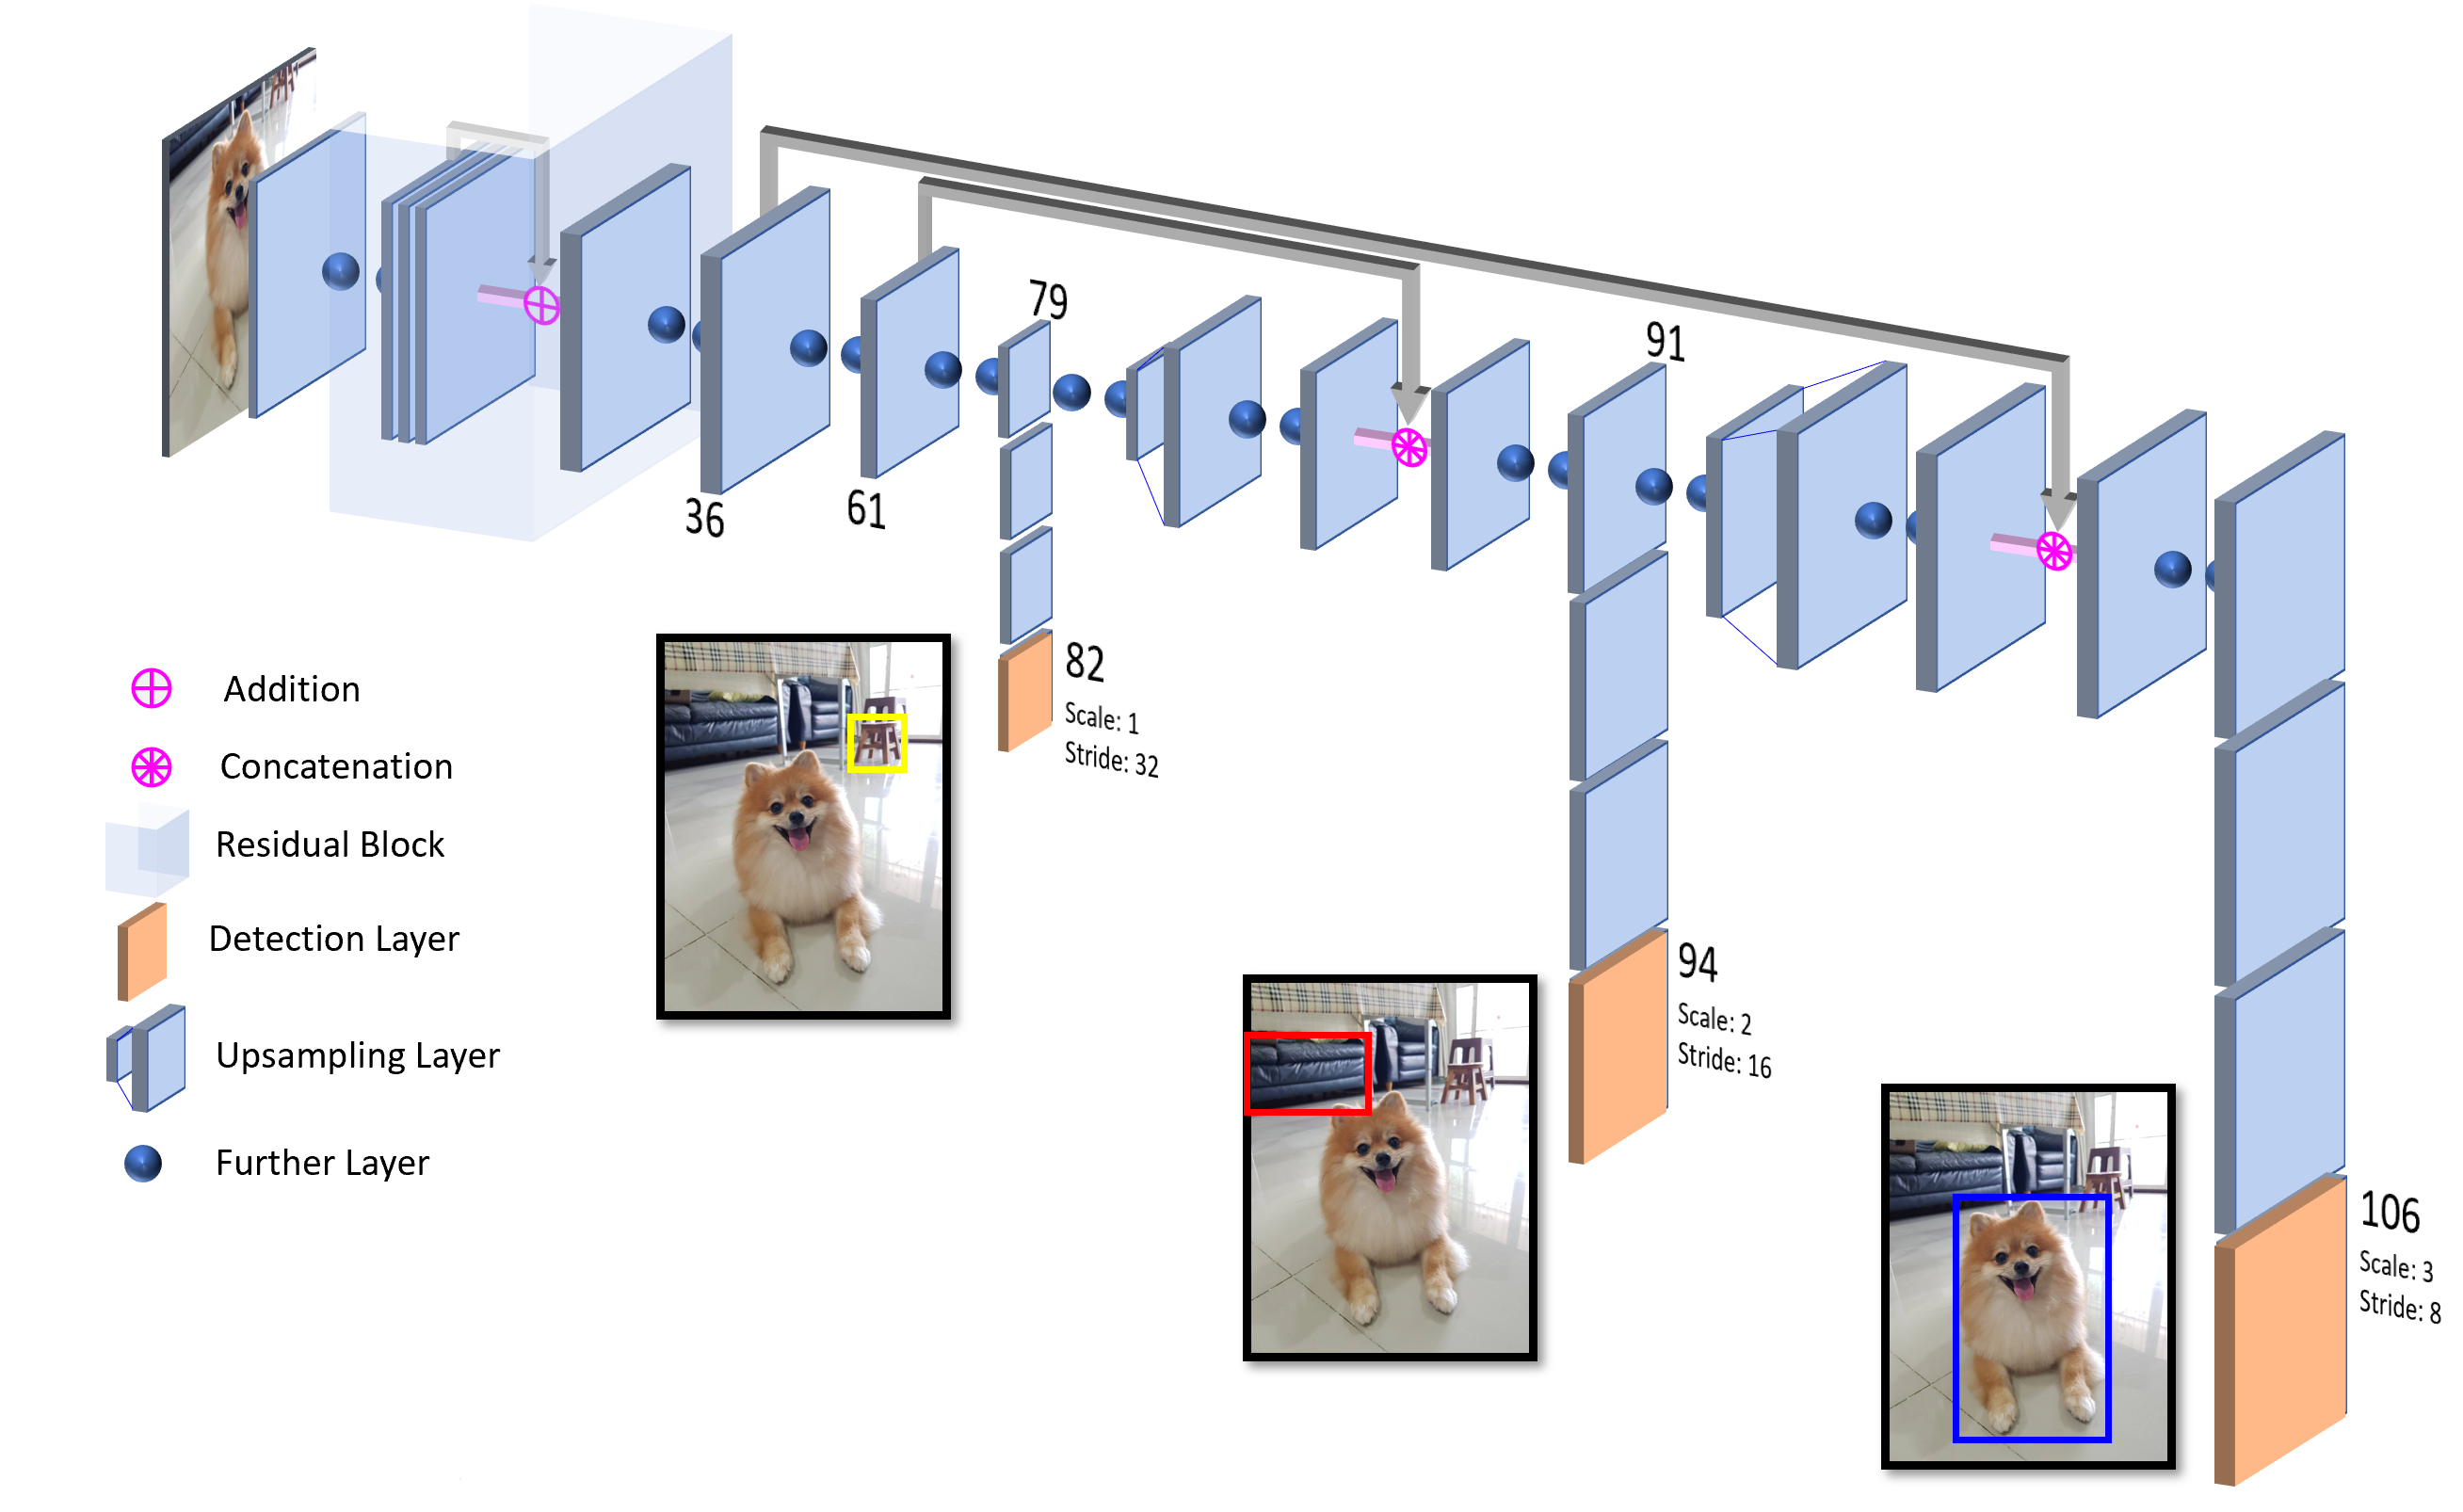 79
91
36
61
82
Scale: 1
Stride: 32
Addition
Concatenation
Residual Block
Detection Layer
Upsampling Layer
Further Layer
94
Scale: 2
Stride: 16
106
Scale: 3
Stride: 8